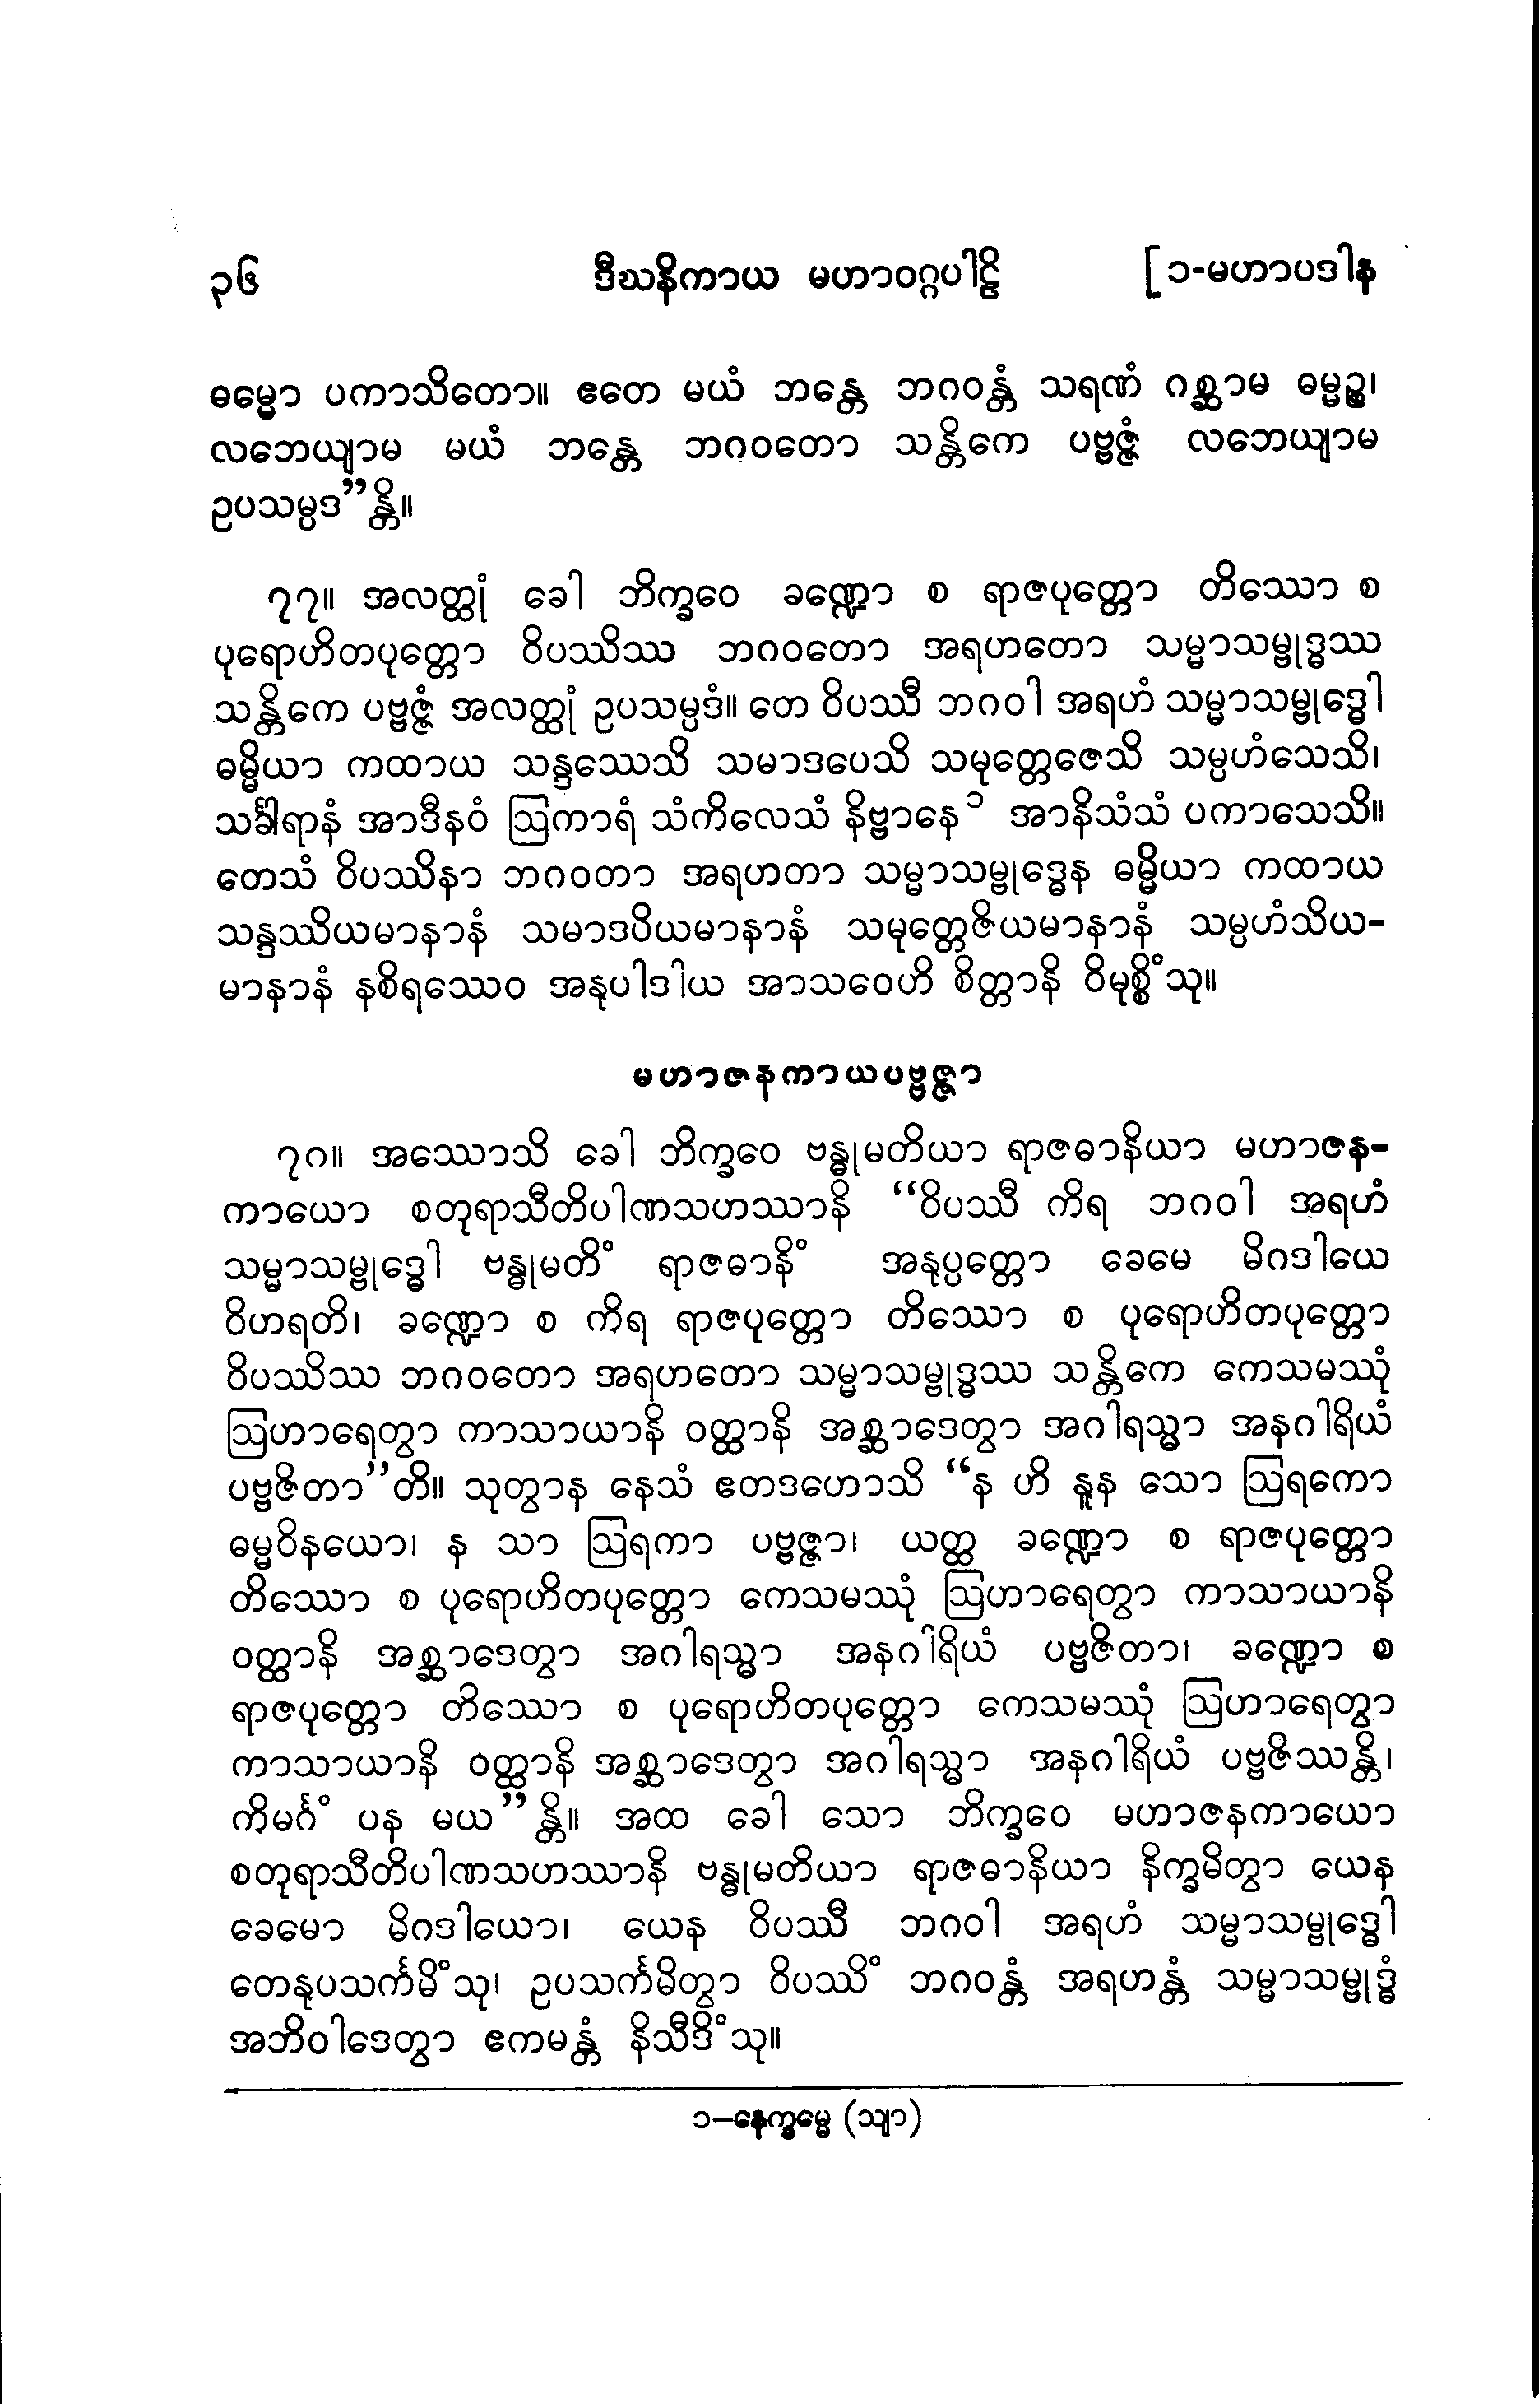 ၃၆ ဒီဃနိကာယ မဟာဝဂ္ဂပါဠိ [ ၁-မဟာပဒါန
ဓမ္မော ပကာသိတော။ ဧတေ မယံ ဘန္တေ ဘဂဝန္တံ သရဏံ ဂစ္ဆာမ ဓမ္မဉ္စ၊
လဘေယျာမ မယံ ဘန္တေ ဘဂဝတော သန္တိကေ ပဗ္ဗဇ္ဇံ လဘေယျာမ
ဥပသမ္ပဒ”န္တိ။
၇၇။ အလတ္ထုံ ခေါ ဘိက္ခဝေ ခဏ္ဍော စ ရာဇပုတ္တော တိဿော စ
ပုရောဟိတပုတ္တော ဝိပဿိဿ ဘဂဝတော အရဟတော သမ္မာသမ္ဗုဒ္ဓဿ
သန္တိကေ ပဗ္ဗဇ္ဇံ အလတ္ထုံ ဥပသမ္ပဒံ။ တေ ဝိပဿီ ဘဂဝါ အရဟံ သမ္မာသမ္ဗုဒ္ဓေါ
ဓမ္မိယာ ကထာယ သန္ဒဿေသိ သမာဒပေသိ သမုတ္တေဇေသိ သမ္ပဟံသေသိ၊
သင်္ခါရာနံ အာဒီနဝံ ဩကာရံ သံကိလေသံ နိဗ္ဗာနေ ၁ အာနိသံသံ ပကာသေသိ။
တေသံ ဝိပဿိနာ ဘဂဝတာ အရဟတာ သမ္မာသမ္ဗုဒ္ဓေန ဓမ္မိယာ ကထာယ
သန္ဒဿိယမာနာနံ သမာဒပိယမာနာနံ သမုတ္တေဇိယမာနာနံ သမ္ပဟံသိယ-
မာနာနံ နစိရဿေဝ အနုပါဒါယ အာသဝေဟိ စိတ္တာနိ ဝိမုစ္စိံသု။
မဟာဇနကာယပဗ္ဗဇ္ဇာ
၇၈။ အဿောသိ ခေါ ဘိက္ခဝေ ဗန္ဓုမတိယာ ရာဇဓာနိယာ မဟာဇန-
ကာယော စတုရာသီတိပါဏသဟဿာနိ “ဝိပဿီ ကိရ ဘဂဝါ အရဟံ
သမ္မာသမ္ဗုဒ္ဓေါ ဗန္ဓုမတိံ ရာဇဓာနိံ အနုပ္ပတ္တော ခေမေ မိဂဒါယေ
ဝိဟရတိ၊ ခဏ္ဍော စ ကိရ ရာဇပုတ္တော တိဿော စ ပုရောဟိတပုတ္တော
ဝိပဿိဿ ဘဂဝတော အရဟတော သမ္မာသမ္ဗုဒ္ဓဿ သန္တိကေ ကေသမဿုံ
ဩဟာရေတွာ ကာသာယာနိ ဝတ္ထာနိ အစ္ဆာဒေတွာ အဂါရသ္မာ အနဂါရိယံ
ပဗ္ဗဇိတာ”တိ။ သုတွာန နေသံ ဧတဒဟောသိ “န ဟိ နူန သော ဩရကော
ဓမ္မဝိနယော၊ န သာ ဩရကာ ပဗ္ဗဇ္ဇာ၊ ယတ္ထ ခဏ္ဍော စ ရာဇပုတ္တော
တိဿော စ ပုရောဟိတပုတ္တော ကေသမဿုံ ဩဟာရေတွာ ကာသာယာနိ
ဝတ္ထာနိ အစ္ဆာဒေတွာ အဂါရသ္မာ အနဂါရိယံ ပဗ္ဗဇိတာ၊ ခဏ္ဍော စ
ရာဇပုတ္တော တိဿော စ ပုရောဟိတပုတ္တော ကေသမဿုံ ဩဟာရေတွာ
ကာသာယာနိ ဝတ္ထာနိ အစ္ဆာဒေတွာ အဂါရသ္မာ အနဂါရိယံ ပဗ္ဗဇိဿန္တိ၊
ကိမင်္ဂံ ပန မယ”န္တိ။ အထ ခေါ သော ဘိက္ခဝေ မဟာဇနကာယော
စတုရာသီတိပါဏသဟဿာနိ ဗန္ဓုမတိယာ ရာဇဓာနိယာ နိက္ခမိတွာ ယေန
ခေမော မိဂဒါယော၊ ယေန ဝိပဿီ ဘဂဝါ အရဟံ သမ္မာသမ္ဗုဒ္ဓေါ
တေနုပသင်္ကမိံသု၊ ဥပသင်္ကမိတွာ ဝိပဿိံ ဘဂဝန္တံ အရဟန္တံ သမ္မာသမ္ဗုဒ္ဓံ
အဘိဝါဒေတွာ ဧကမန္တံ နိသီဒိံသု။
၁–နေက္ခမ္မေ (သျာ)